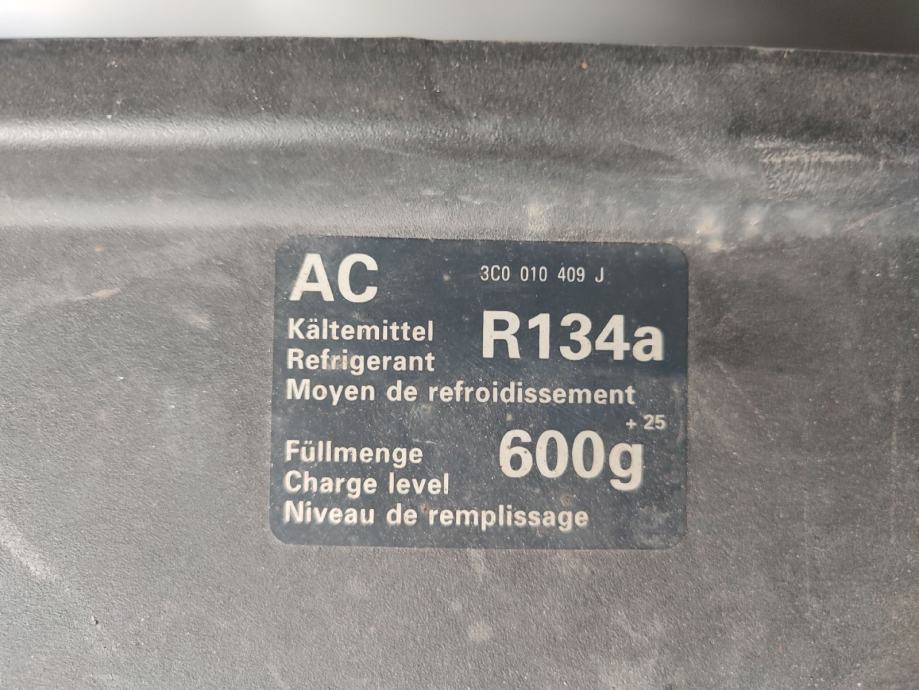 AC 3C0 010 409 J
Kältemittel R134a
Refrigerant
Moyen de refroidissement
+ 25
Füllmenge 600g
Charge level
Niveau de remplissage